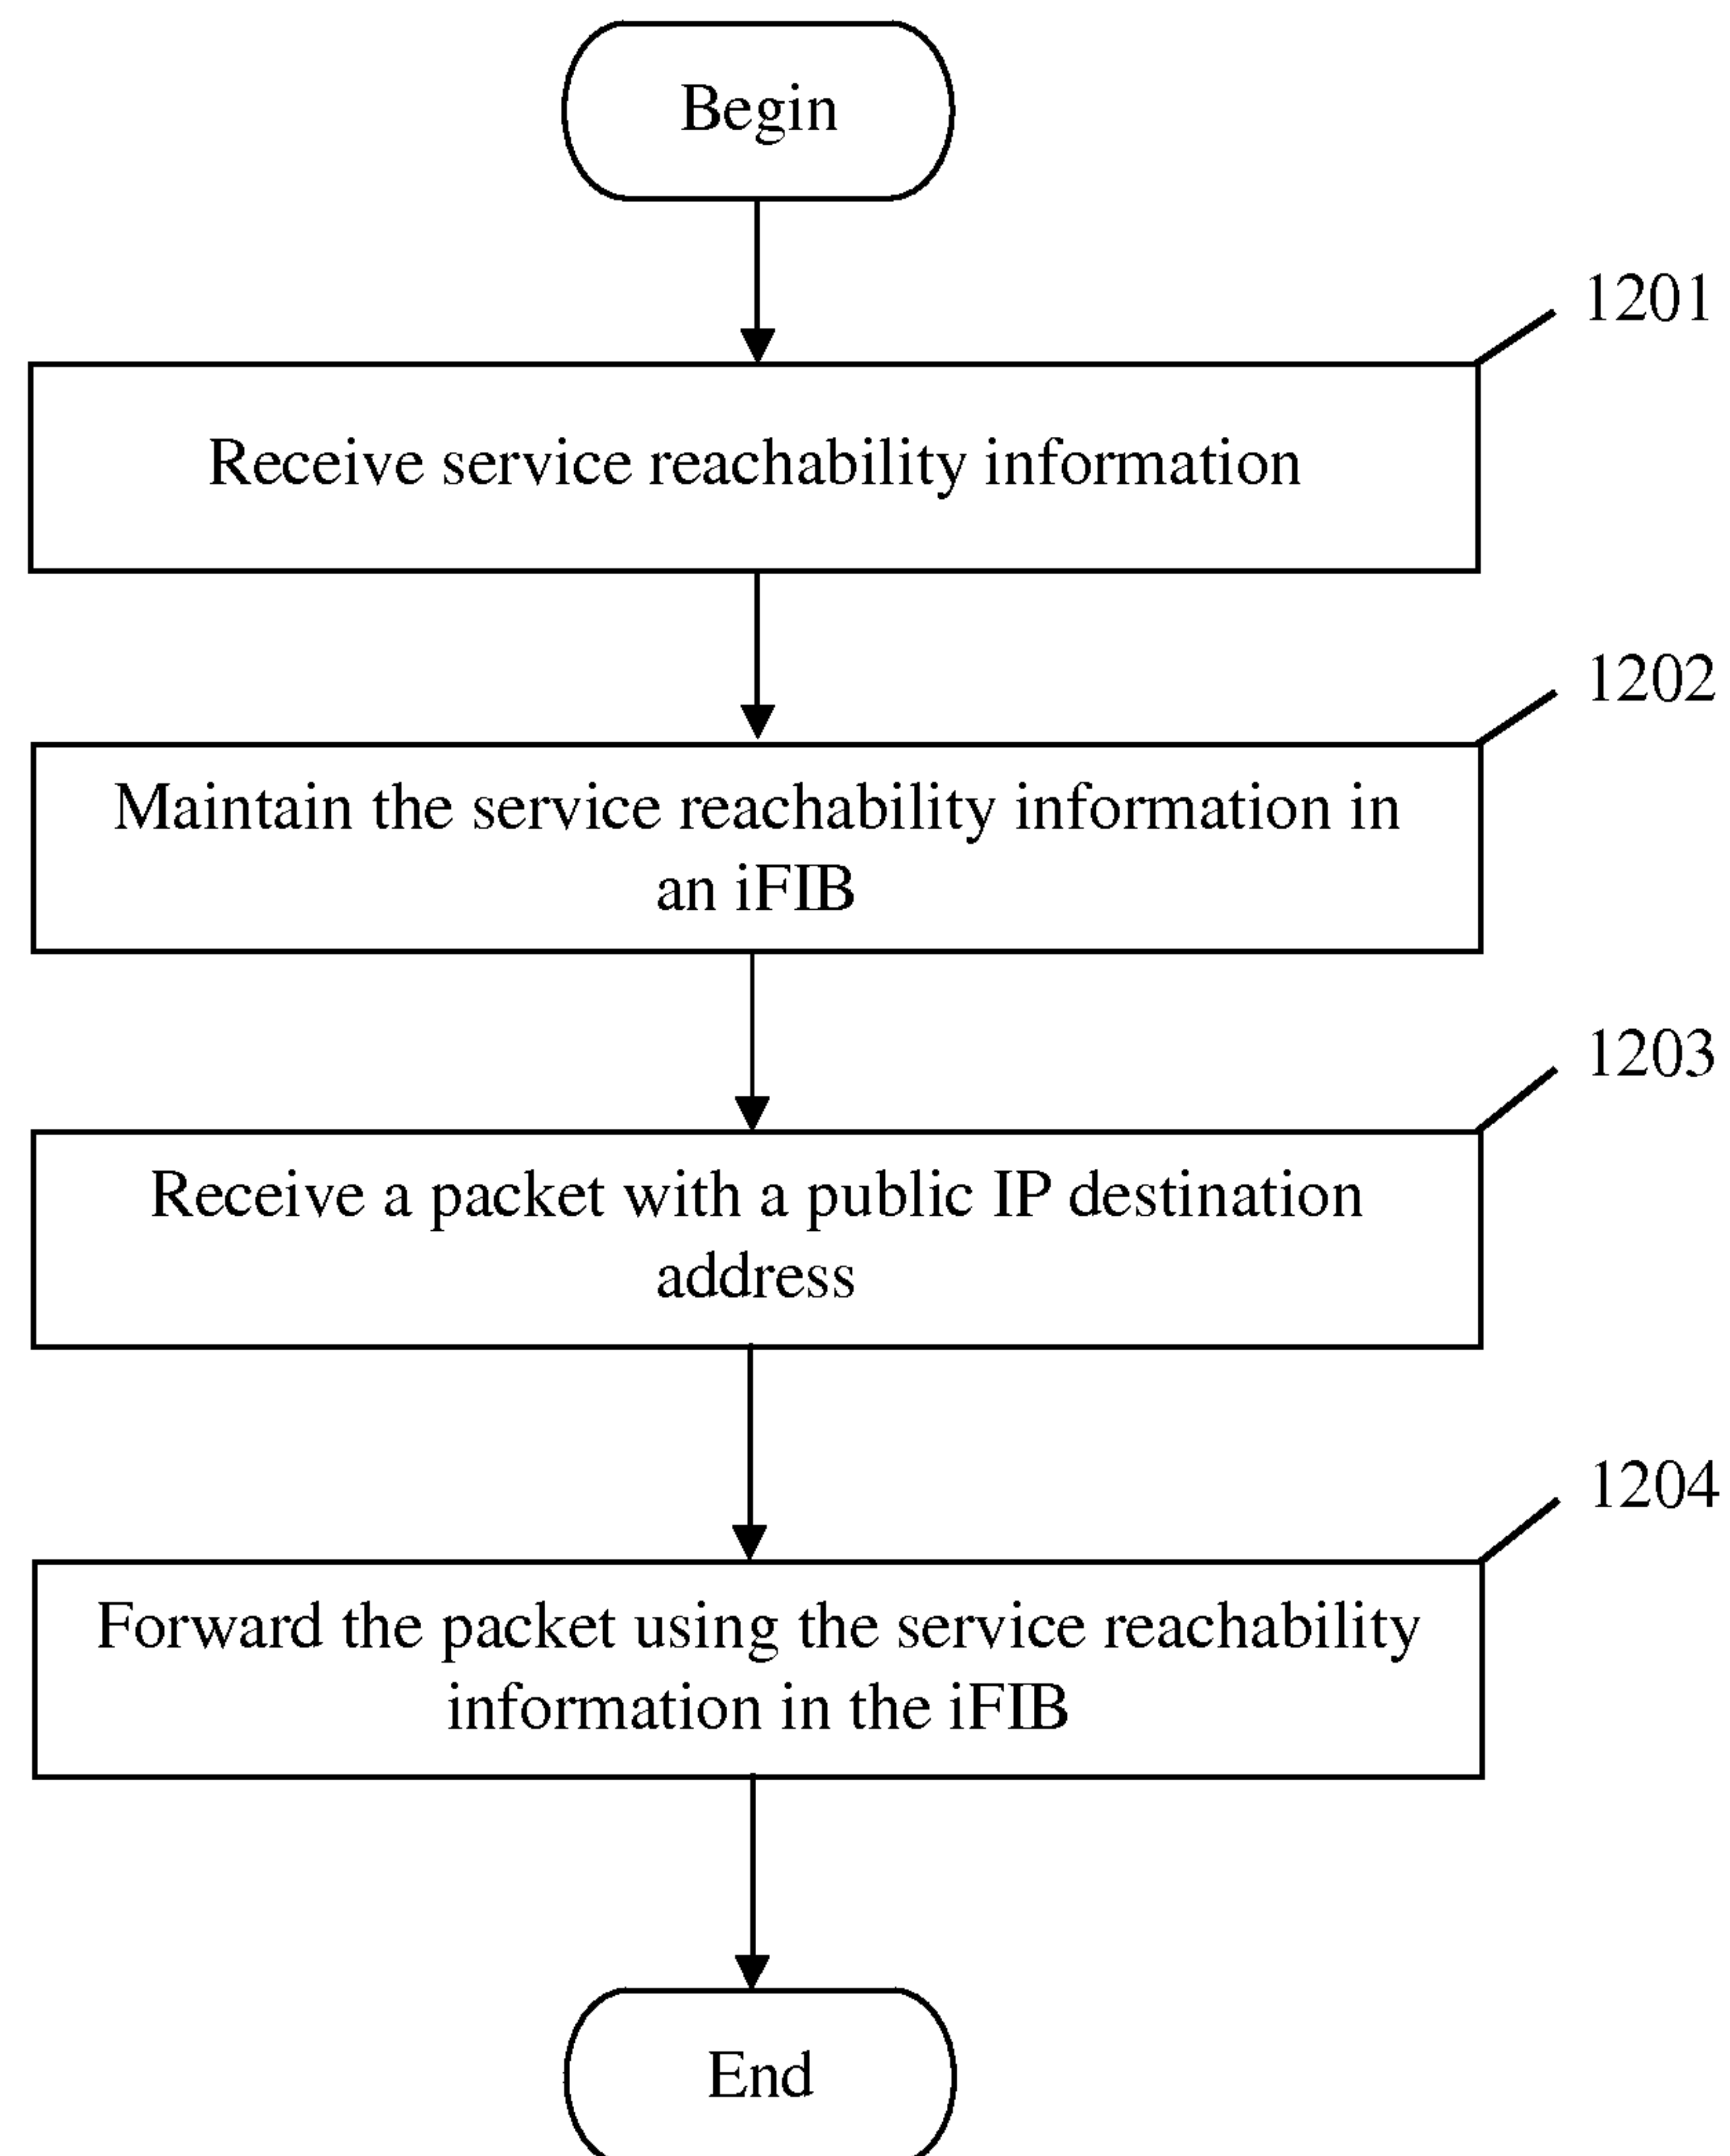 Begin
1201
Receive service reachability information
1202
Maintain the service reachability information in
an iFIB
1203
Receive a packet with a public IP destination
address
1204
Forward the packet using the service reachability
information in the iFIB
End